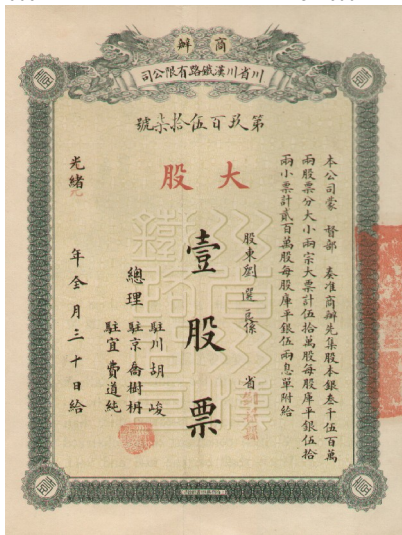 商辦
川省川漢鐵路有限公司
第玖百伍拾柒號
大股
本公司蒙 督部 奏准商辦先集股本銀叁千伍百萬
兩股票分大小兩宗大票計伍拾萬股每股庫平銀伍拾
兩小票計貳百萬股每股庫平銀伍兩息單附給
股東劉選良係 省
壹股票
總理
駐川 胡峻
駐京 喬樹枬
駐宜 費道純
光緒 年 月三十日給